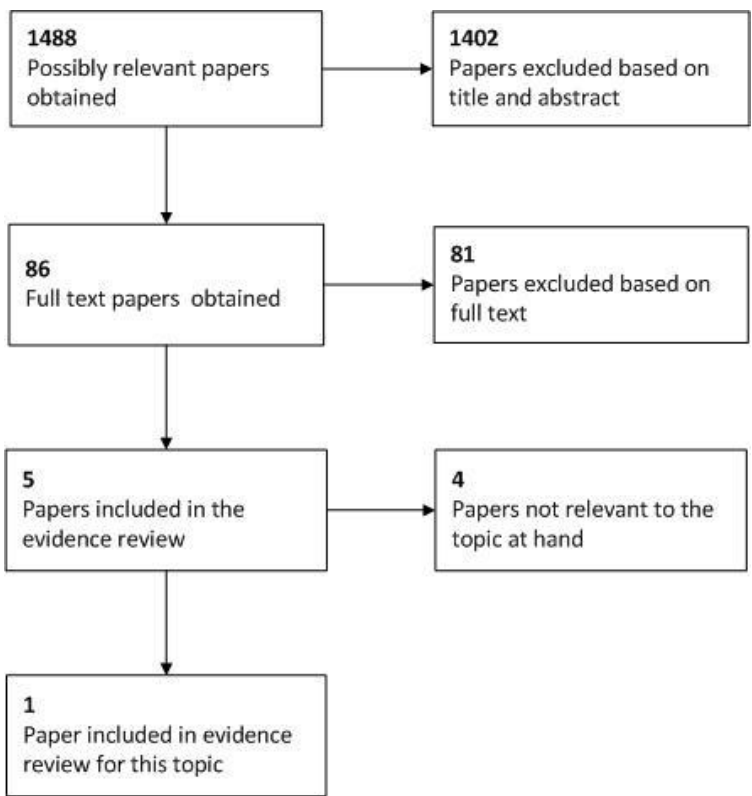 1488
Possibly relevant papers
obtained
1402
Papers excluded based on
title and abstract
86
Full text papers obtained
81
Papers excluded based on
full text
5
Papers included in the
evidence review
4
Papers not relevant to the
topic at hand
1
Paper included in evidence
review for this topic